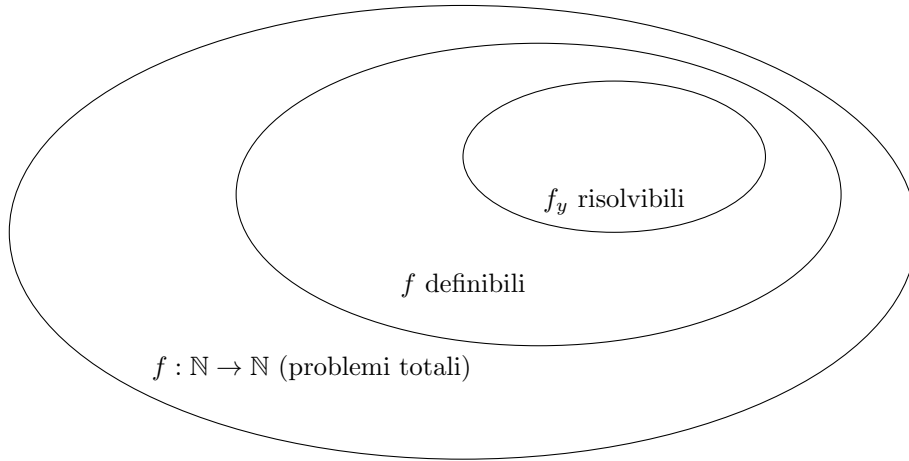 f_y risolvibili
f definibili
f : ℕ → ℕ (problemi totali)